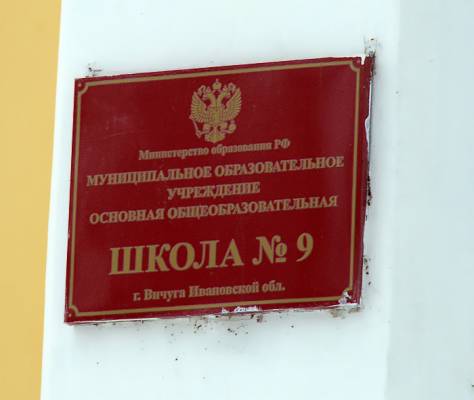 Министерство образования РФ
МУНИЦИПАЛЬНОЕ ОБРАЗОВАТЕЛЬНОЕ
УЧРЕЖДЕНИЕ
ОСНОВНАЯ ОБЩЕОБРАЗОВАТЕЛЬНАЯ
ШКОЛА № 9
г. Вичуга Ивановской обл.